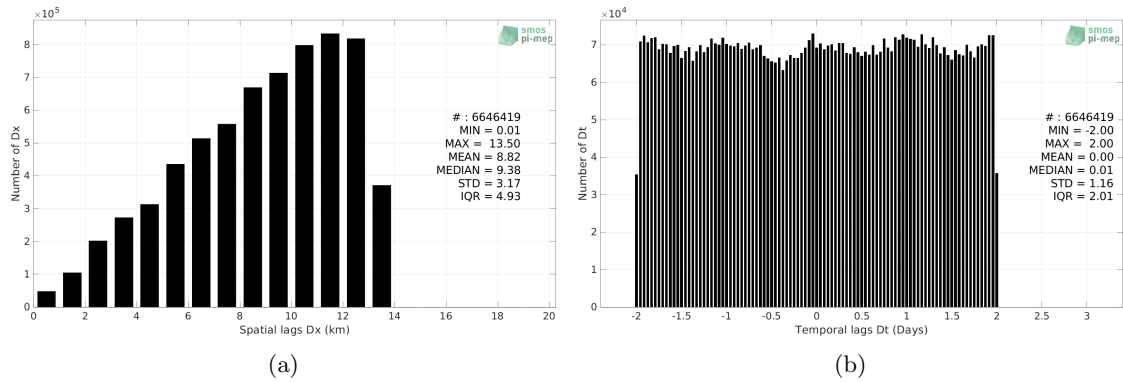 ×10⁵
8
7
6
5
4
3
2
1
0
Number of Dx
smos
pi-mep
# : 6646419
MIN = 0.01
MAX = 13.50
MEAN = 8.82
MEDIAN = 9.38
STD = 3.17
IQR = 4.93
0 2 4 6 8 10 12 14 16 18 20
Spatial lags Dx (km)
(a)
×10⁴
7
6
5
4
3
2
1
0
Number of Dt
smos
pi-mep
# : 6646419
MIN = -2.00
MAX = 2.00
MEAN = 0.00
MEDIAN = 0.01
STD = 1.16
IQR = 2.01
-2 -1.5 -1 -0.5 0 0.5 1 1.5 2 2.5 3
Temporal lags Dt (Days)
(b)